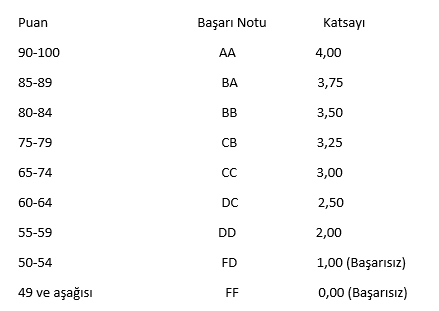 Puan Başarı Notu Katsayı
90-100 AA 4,00
85-89 BA 3,75
80-84 BB 3,50
75-79 CB 3,25
65-74 CC 3,00
60-64 DC 2,50
55-59 DD 2,00
50-54 FD 1,00 (Başarısız)
49 ve aşağısı FF 0,00 (Başarısız)